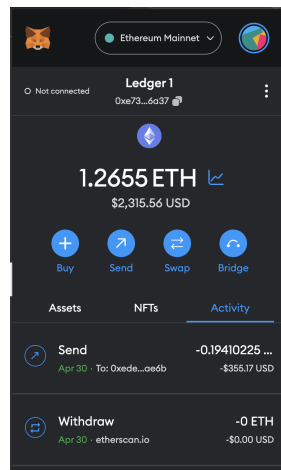 Ethereum Mainnet
Not connected
Ledger 1
0xe73...6a37
1.2655 ETH
$2,315.56 USD
Buy Send Swap Bridge
Assets NFTs Activity
Send -0.19410225 ...
Apr 30 · To: 0xede...ae6b -$355.17 USD
Withdraw -0 ETH
Apr 30 · etherscan.io -$0.00 USD